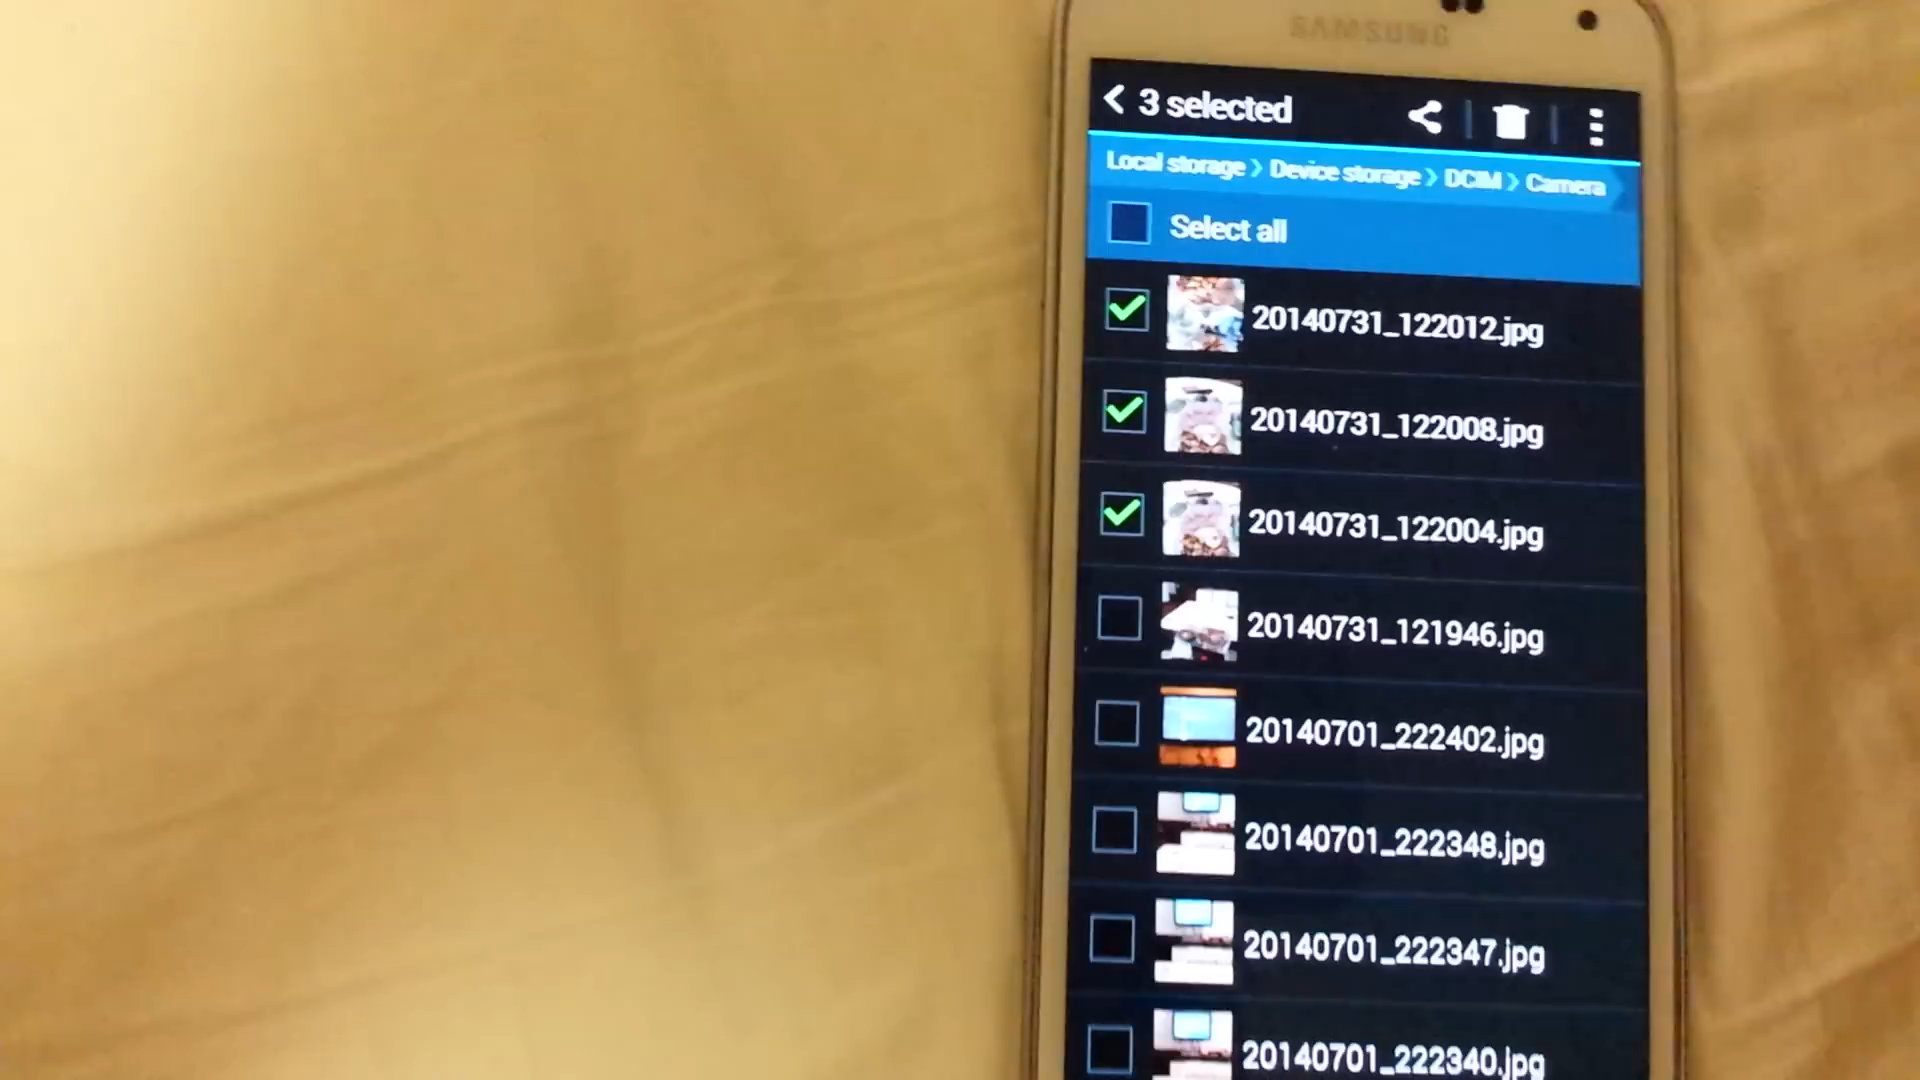 SAMSUNG
3 selected
Local storage > Device storage > DCIM > Camera
Select all
20140731_122012.jpg
20140731_122008.jpg
20140731_122004.jpg
20140731_121946.jpg
20140701_222402.jpg
20140701_222348.jpg
20140701_222347.jpg
20140701_222340.jpg